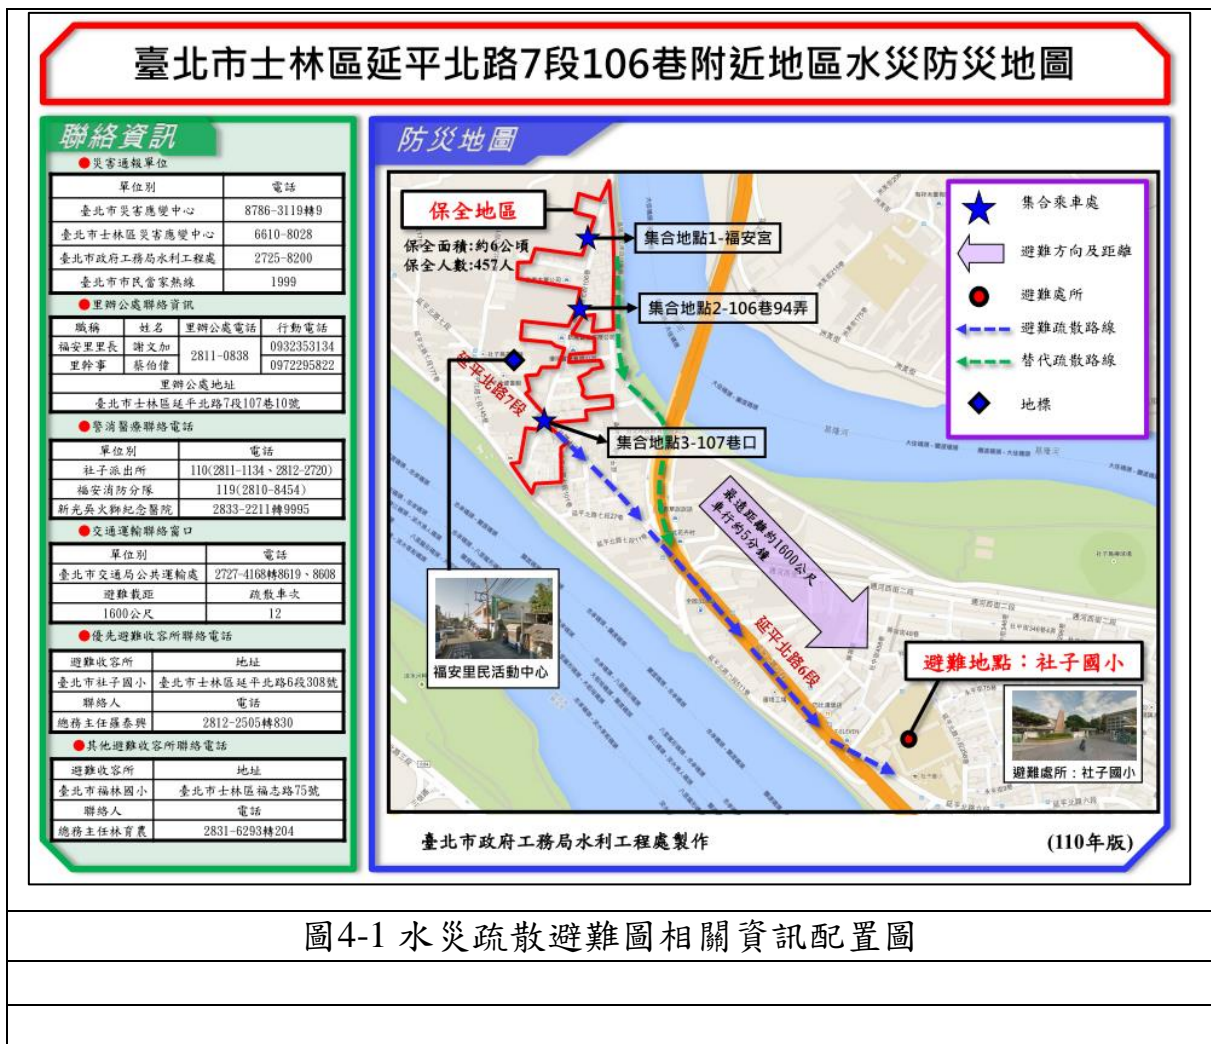 臺北市士林區延平北路7段106巷附近地區水災防災地圖
聯絡資訊
●災害通報單位
單位別 電話
臺北市災害應變中心 8786-3119轉9
臺北市士林區災害應變中心 6610-8028
臺北市政府工務局水利工程處 2725-8200
臺北市市民當家熱線 1999
●里辦公處聯絡資訊
職稱 姓名 里辦公處電話 行動電話
福安里里長 謝文加 2811-0838 0932353134
里幹事 蔡伯偉 0972295822
里辦公處地址
臺北市士林區延平北路7段107巷10號
●警消醫療聯絡電話
單位別 電話
社子派出所 110(2811-1134、2812-2720)
福安消防分隊 119(2810-8454)
新光吳火獅紀念醫院 2833-2211轉9995
●交通運輸聯絡窗口
單位別 電話
臺北市交通局公共運輸處 2727-4168轉8619、8608
避難載距 疏散車次
1600公尺 12
●優先避難收容所聯絡電話
避難收容所 地址
臺北市社子國小 臺北市士林區延平北路6段308號
聯絡人 電話
總務主任羅泰興 2812-2505轉830
●其他避難收容所聯絡電話
避難收容所 地址
臺北市福林國小 臺北市士林區福志路75號
聯絡人 電話
總務主任林育農 2831-6293轉204
防災地圖
保全地區
保全面積:約6公頃
保全人數:457人
集合地點1-福安宮
集合地點2-106巷94弄
集合地點3-107巷口
延平北路7段
福安里民活動中心
最遠距離約1600公尺
車行約5分鐘
延平北路6段
避難地點：社子國小
避難處所：社子國小
集合乘車處
避難方向及距離
避難處所
避難疏散路線
替代疏散路線
地標
基隆河
臺北市政府工務局水利工程處製作
(110年版)
圖4-1 水災疏散避難圖相關資訊配置圖